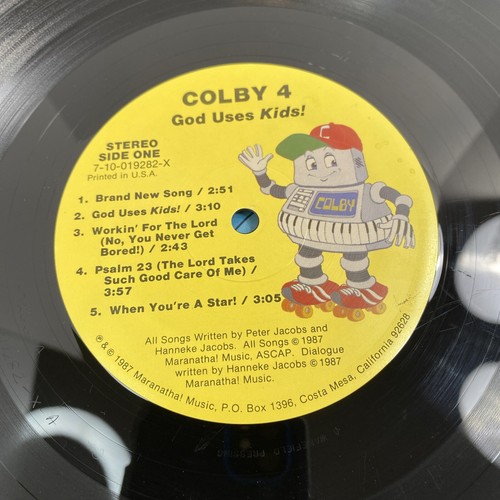 COLBY 4
God Uses Kids!
STEREO
SIDE ONE
7-10-019282-X
Printed in U.S.A.
1. Brand New Song / 2:51
2. God Uses Kids! / 3:10
3. Workin' For The Lord
(No, You Never Get
Bored!) / 2:43
4. Psalm 23 (The Lord Takes
Such Good Care Of Me) /
3:57
5. When You're A Star! / 3:05
C
COLBY
All Songs Written by Peter Jacobs and
Hanneke Jacobs. All Songs ©1987
Maranatha! Music, ASCAP. Dialogue
written by Hanneke Jacobs ©1987
Maranatha! Music.
℗ & © 1987 Maranatha! Music, P.O. Box 1396, Costa Mesa, California 92628